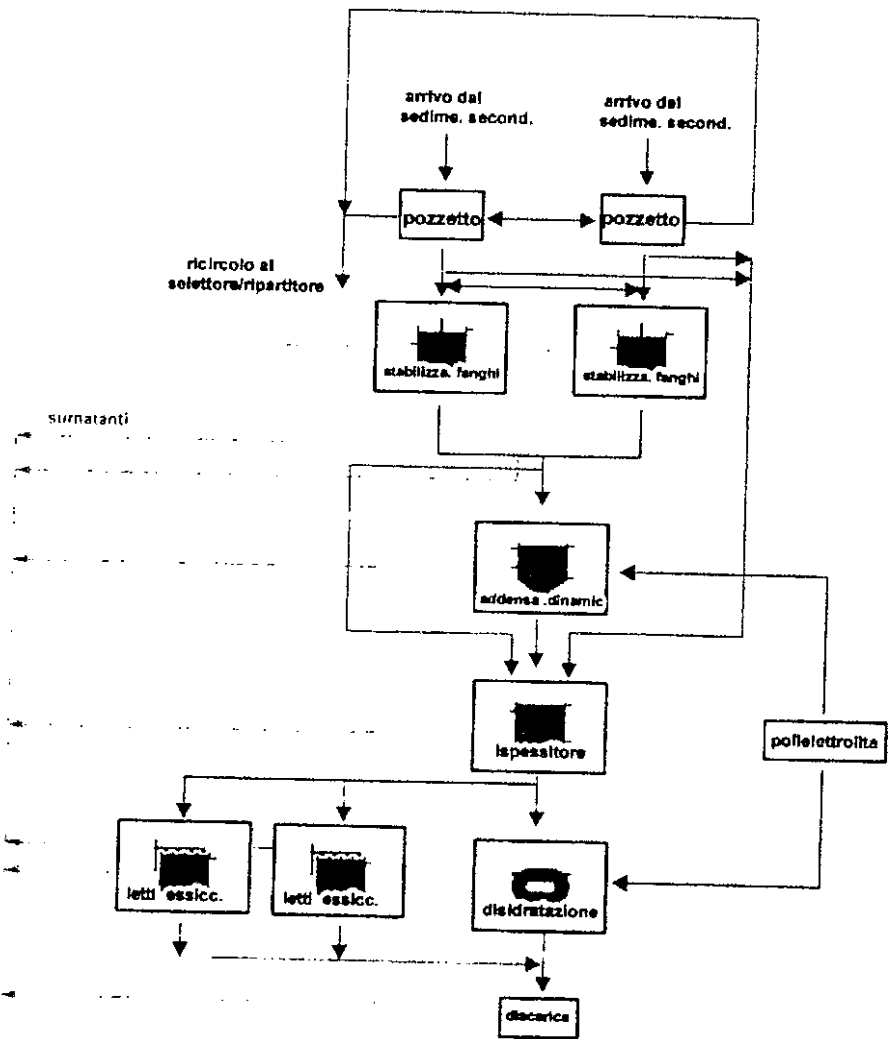 arrivo dal
sedime. second.
arrivo dal
sedime. second.
pozzetto
pozzetto
ricircolo al
selettore/ripartitore
stabilizza. fanghi
stabilizza. fanghi
surnatanti
addensa .dinamic
ispessitore
polielettrolita
letti essicc.
letti essicc.
disidratazione
discarica